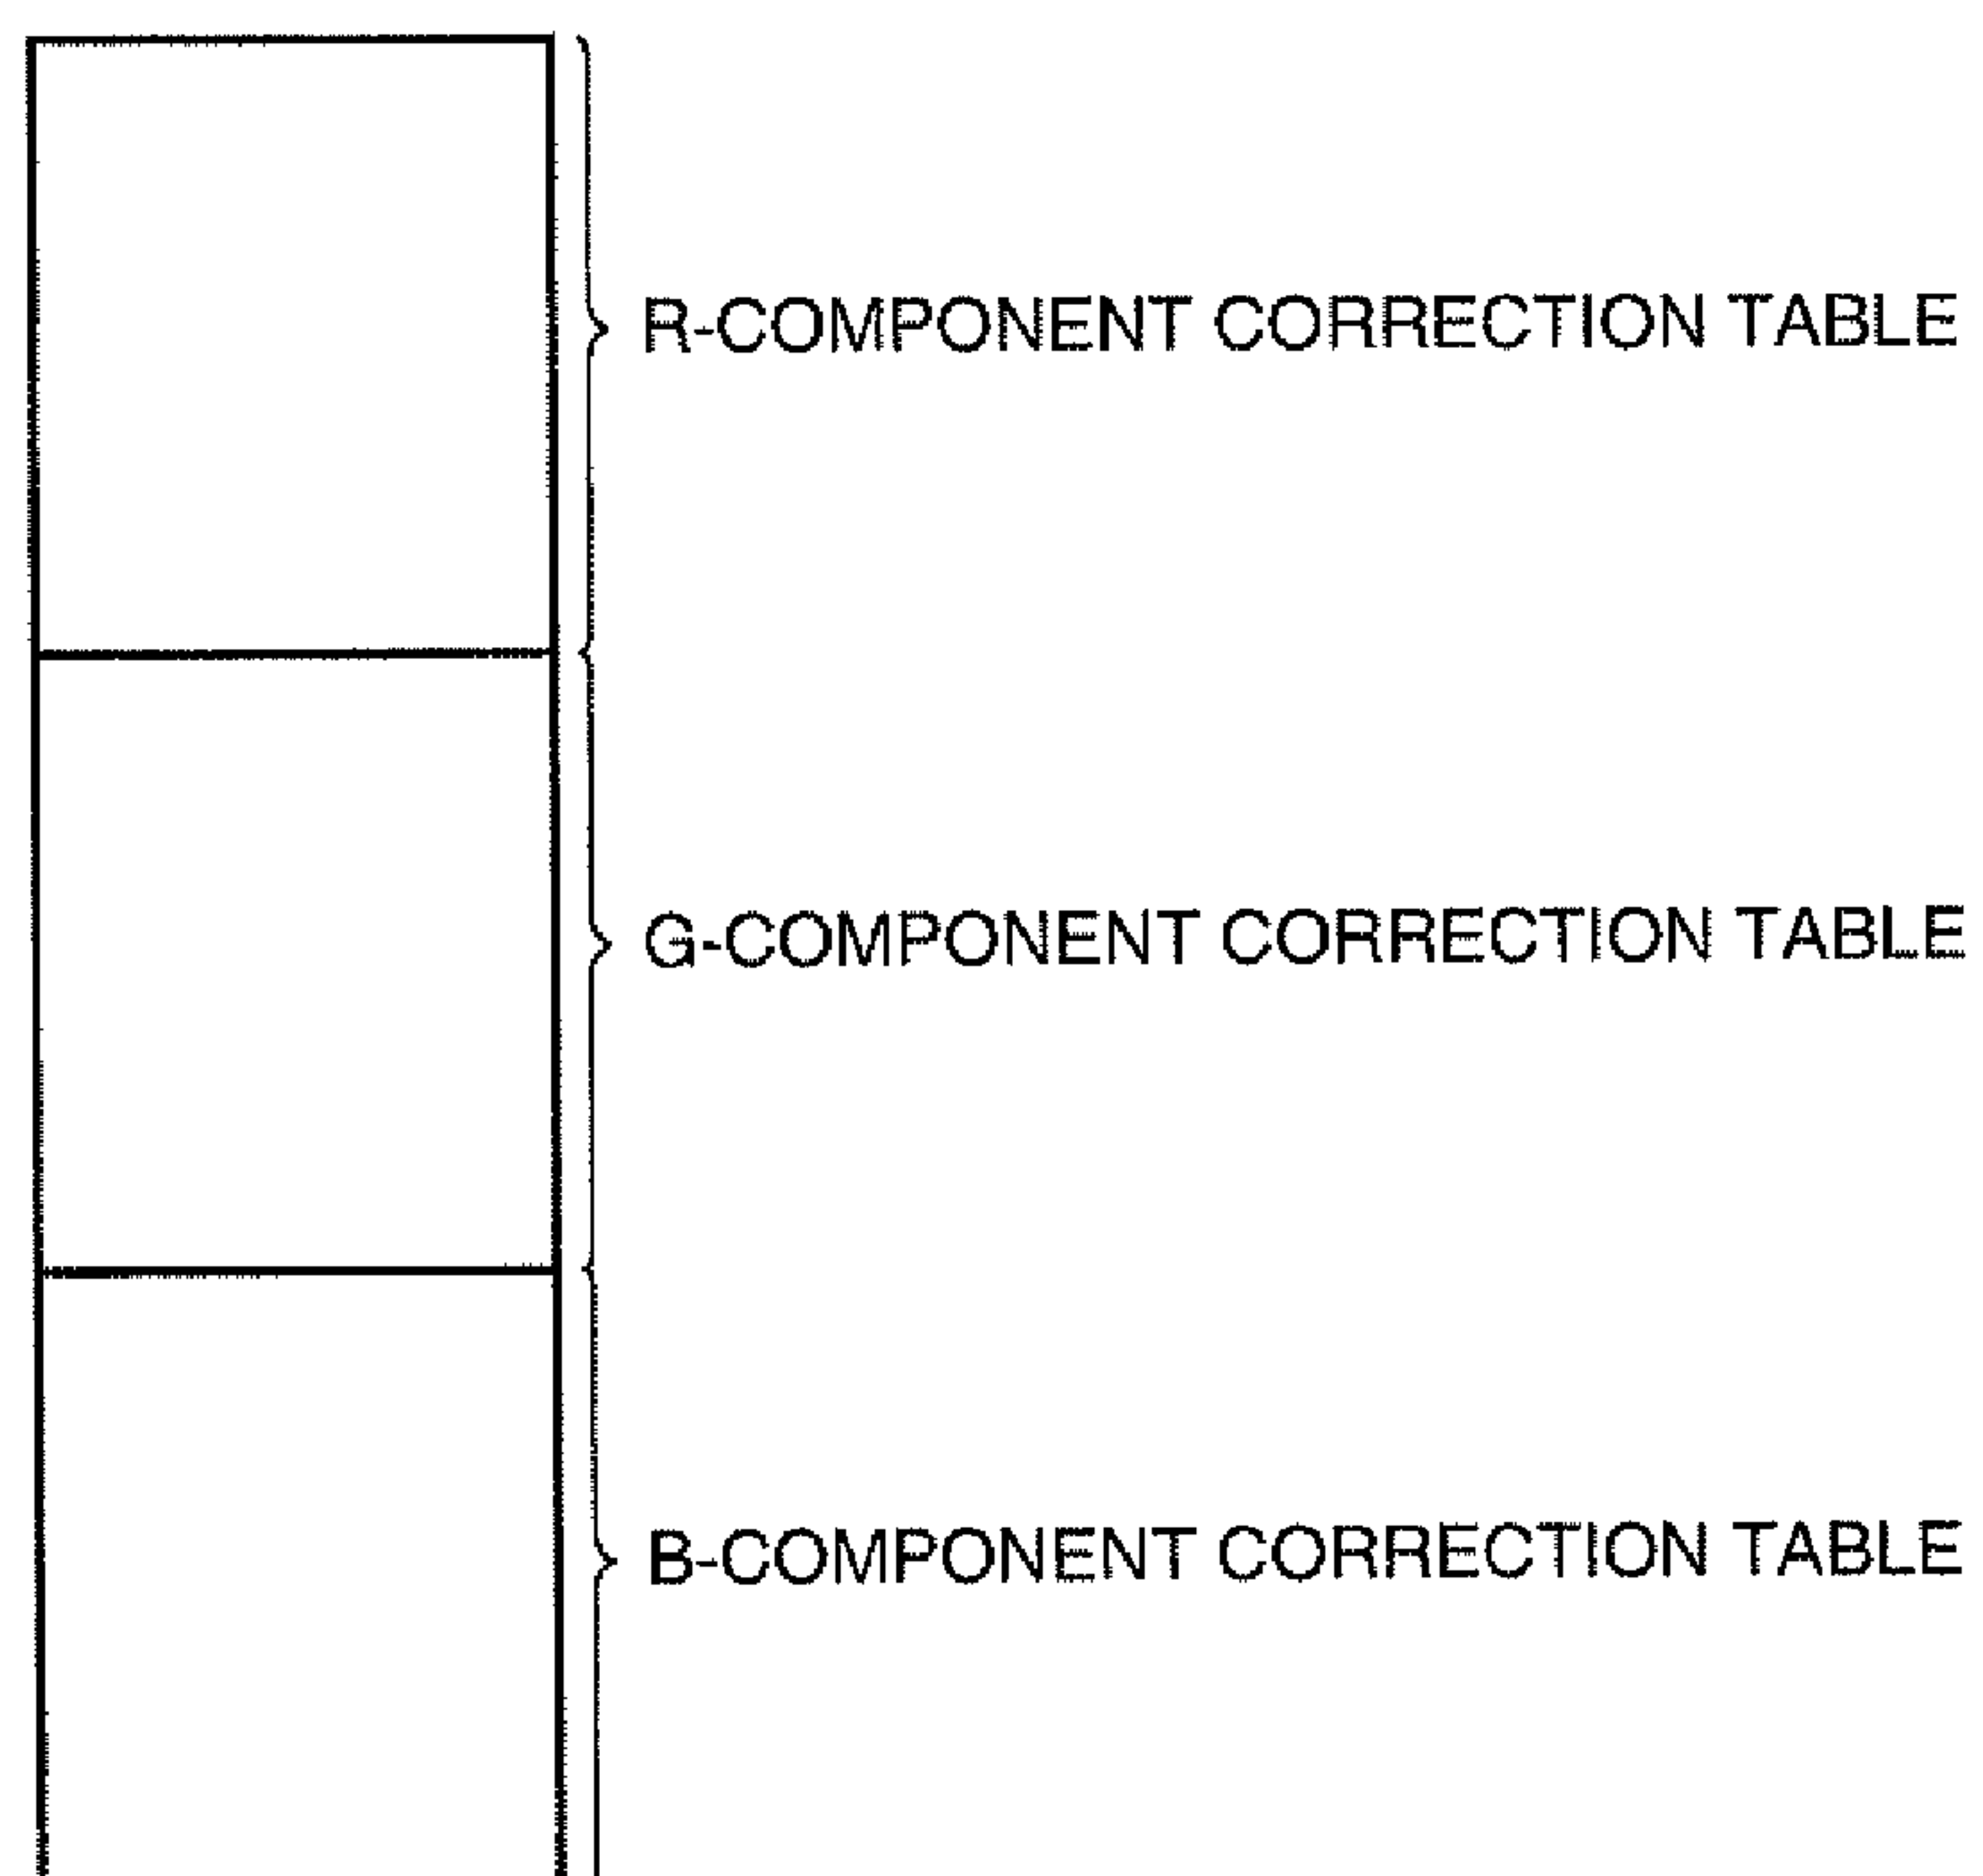 R-COMPONENT CORRECTION TABLE
G-COMPONENT CORRECTION TABLE
B-COMPONENT CORRECTION TABLE